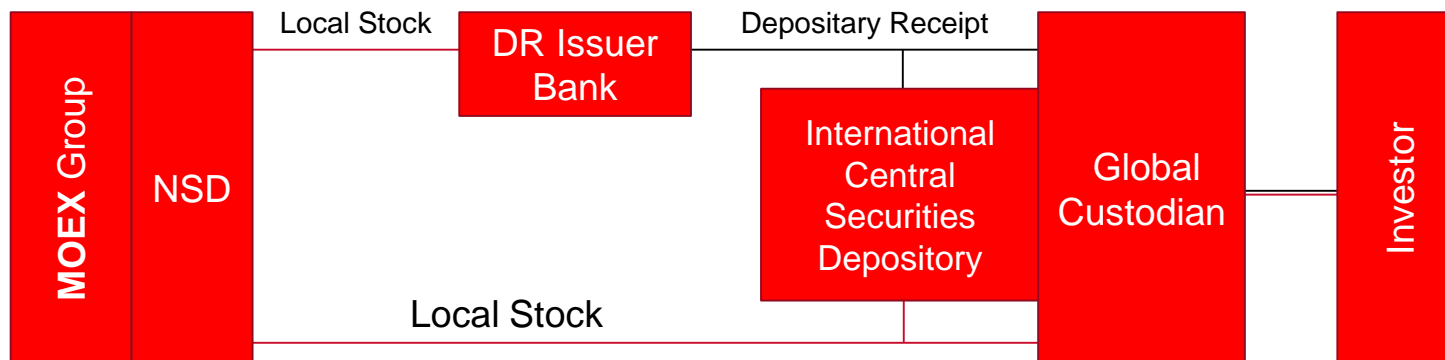 MOEX Group
NSD
Local Stock
DR Issuer
Bank
Depositary Receipt
International
Central
Securities
Depository
Global
Custodian
Investor
Local Stock